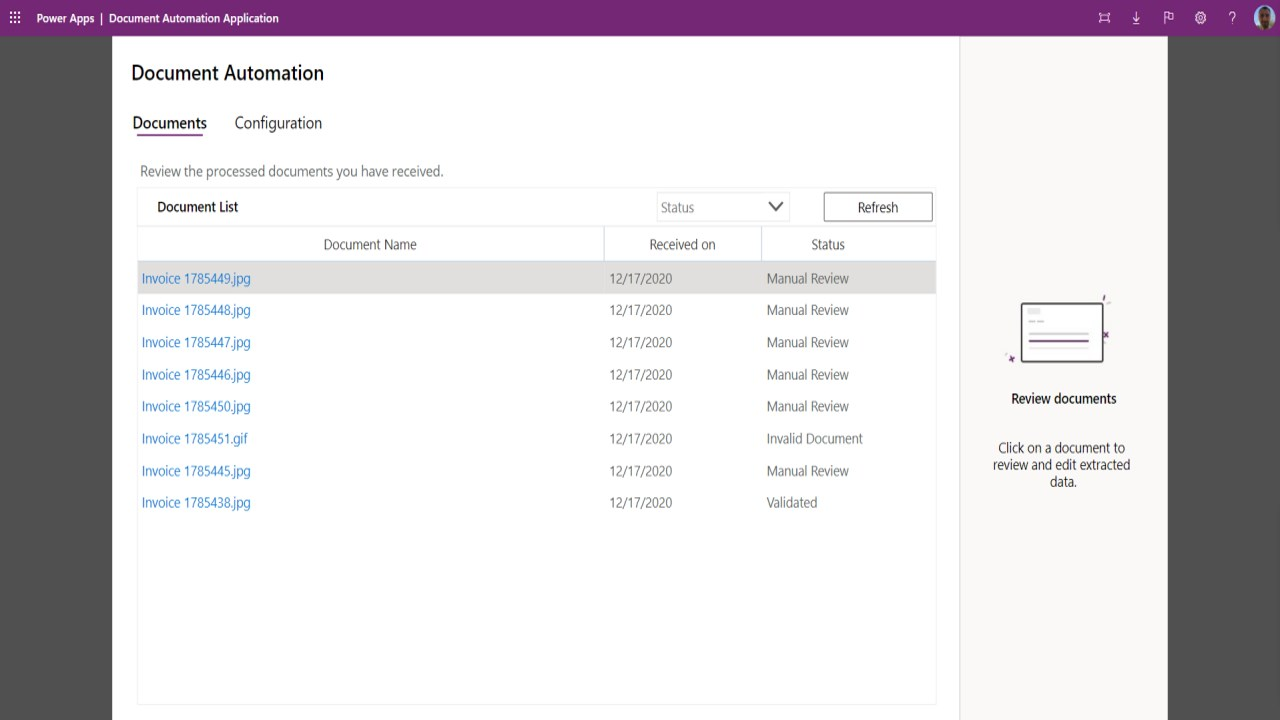 Power Apps | Document Automation Application
?
Document Automation
Documents Configuration
Review the processed documents you have received.
Document List Status Refresh
Document Name Received on Status
Invoice 1785449.jpg 12/17/2020 Manual Review
Invoice 1785448.jpg 12/17/2020 Manual Review
Invoice 1785447.jpg 12/17/2020 Manual Review
Invoice 1785446.jpg 12/17/2020 Manual Review
Invoice 1785450.jpg 12/17/2020 Manual Review
Invoice 1785451.gif 12/17/2020 Invalid Document
Invoice 1785445.jpg 12/17/2020 Manual Review
Invoice 1785438.jpg 12/17/2020 Validated
Review documents
Click on a document to
review and edit extracted
data.